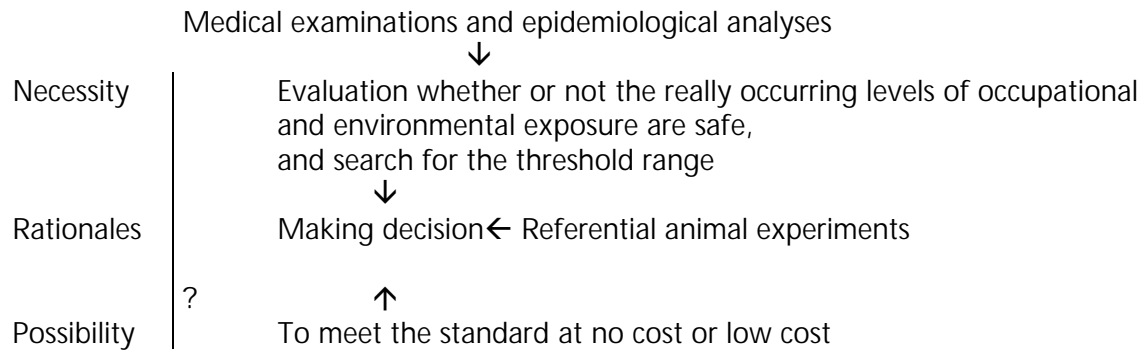 Medical examinations and epidemiological analyses
↓
Necessity Evaluation whether or not the really occurring levels of occupational
and environmental exposure are safe,
and search for the threshold range
↓
Rationales Making decision← Referential animal experiments
? ↑
Possibility To meet the standard at no cost or low cost